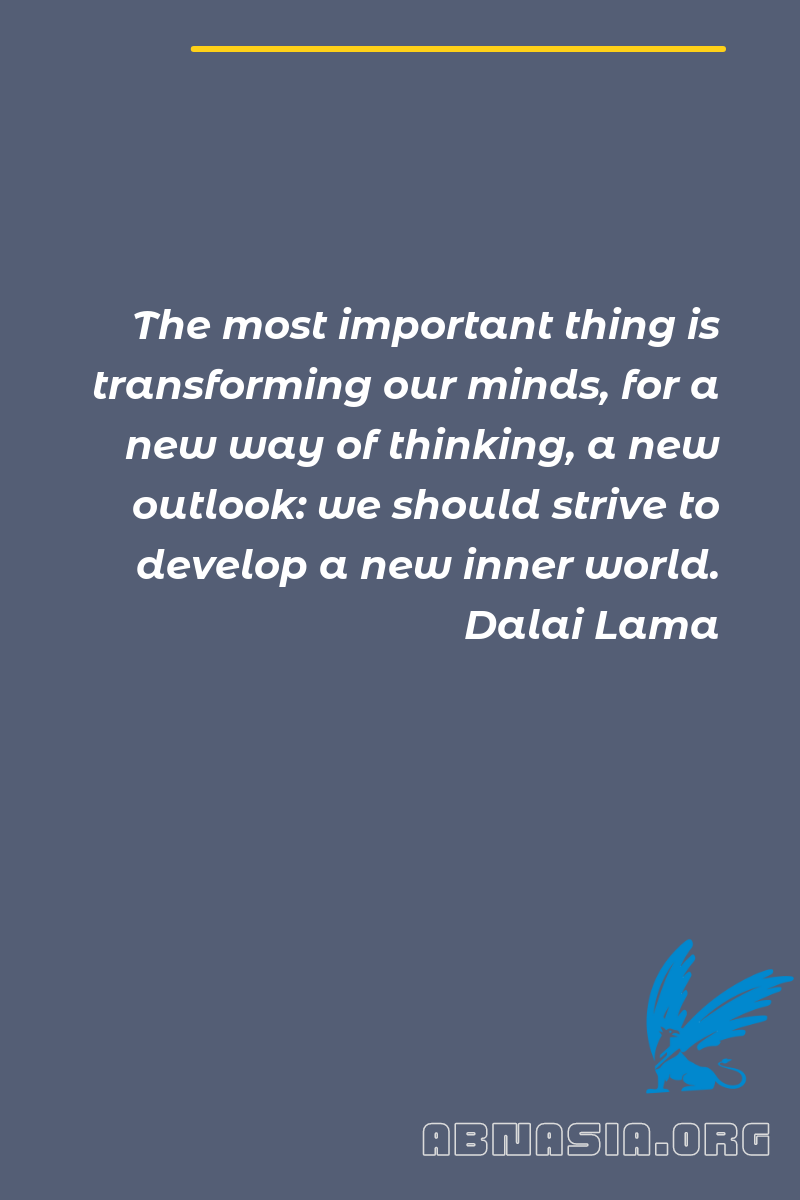 The most important thing is
transforming our minds, for a
new way of thinking, a new
outlook: we should strive to
develop a new inner world.
Dalai Lama
ABNASIA.ORG